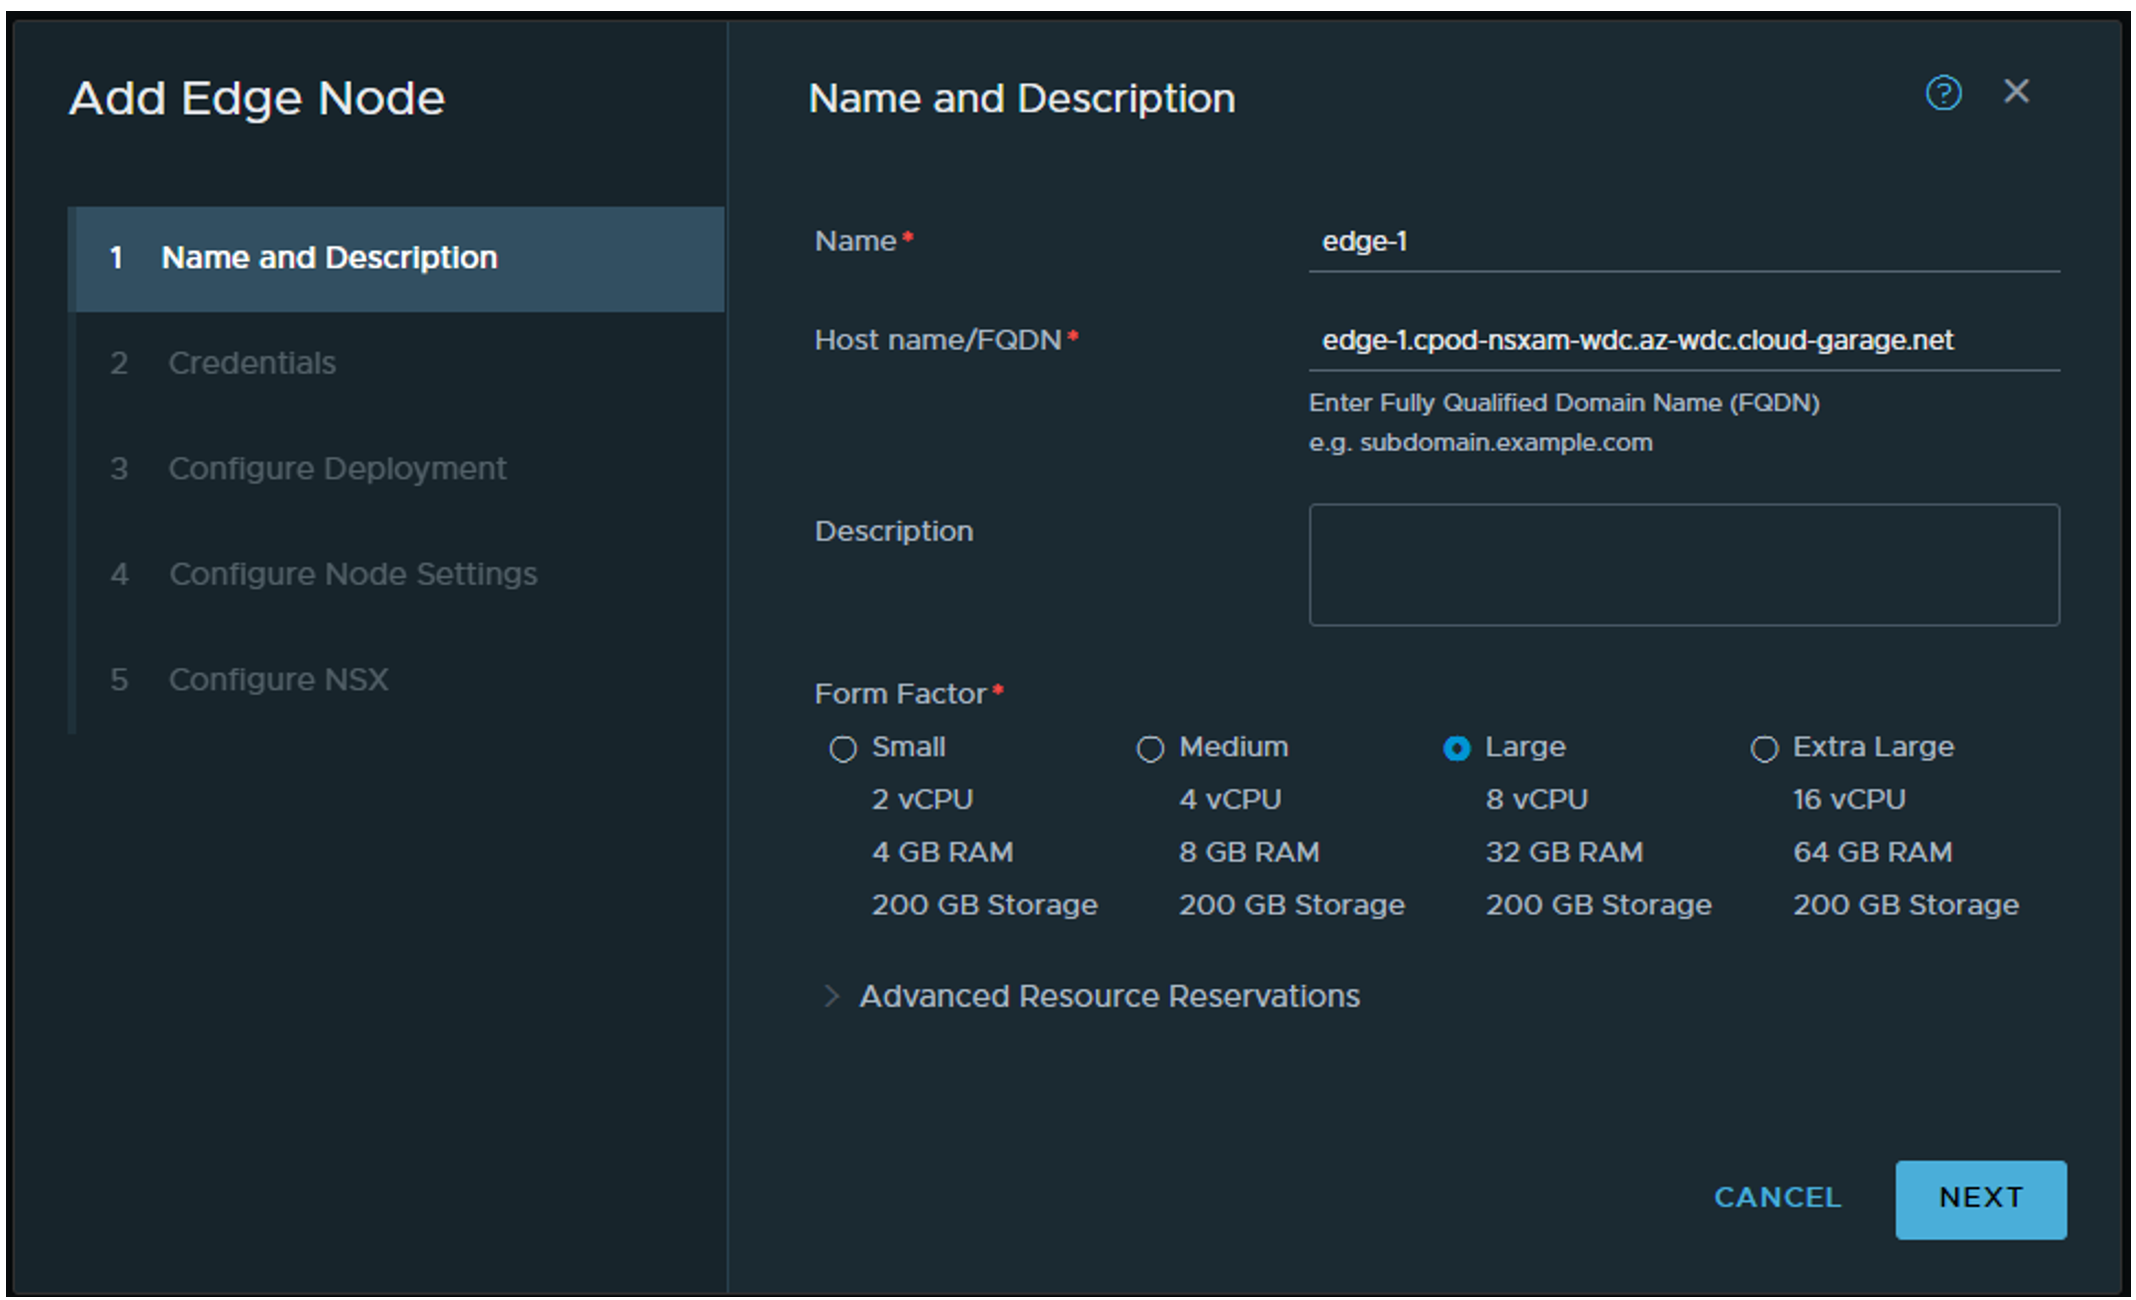 Add Edge Node
1 Name and Description
2 Credentials
3 Configure Deployment
4 Configure Node Settings
5 Configure NSX
Name and Description
Name* edge-1
Host name/FQDN* edge-1.cpod-nsxam-wdc.az-wdc.cloud-garage.net
Enter Fully Qualified Domain Name (FQDN)
e.g. subdomain.example.com
Description
Form Factor*
Small Medium Large Extra Large
2 vCPU 4 vCPU 8 vCPU 16 vCPU
4 GB RAM 8 GB RAM 32 GB RAM 64 GB RAM
200 GB Storage 200 GB Storage 200 GB Storage 200 GB Storage
Advanced Resource Reservations
CANCEL NEXT